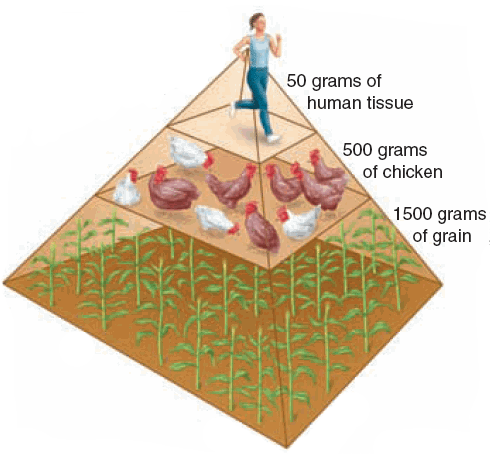 50 grams of
human tissue
500 grams
of chicken
1500 grams
of grain